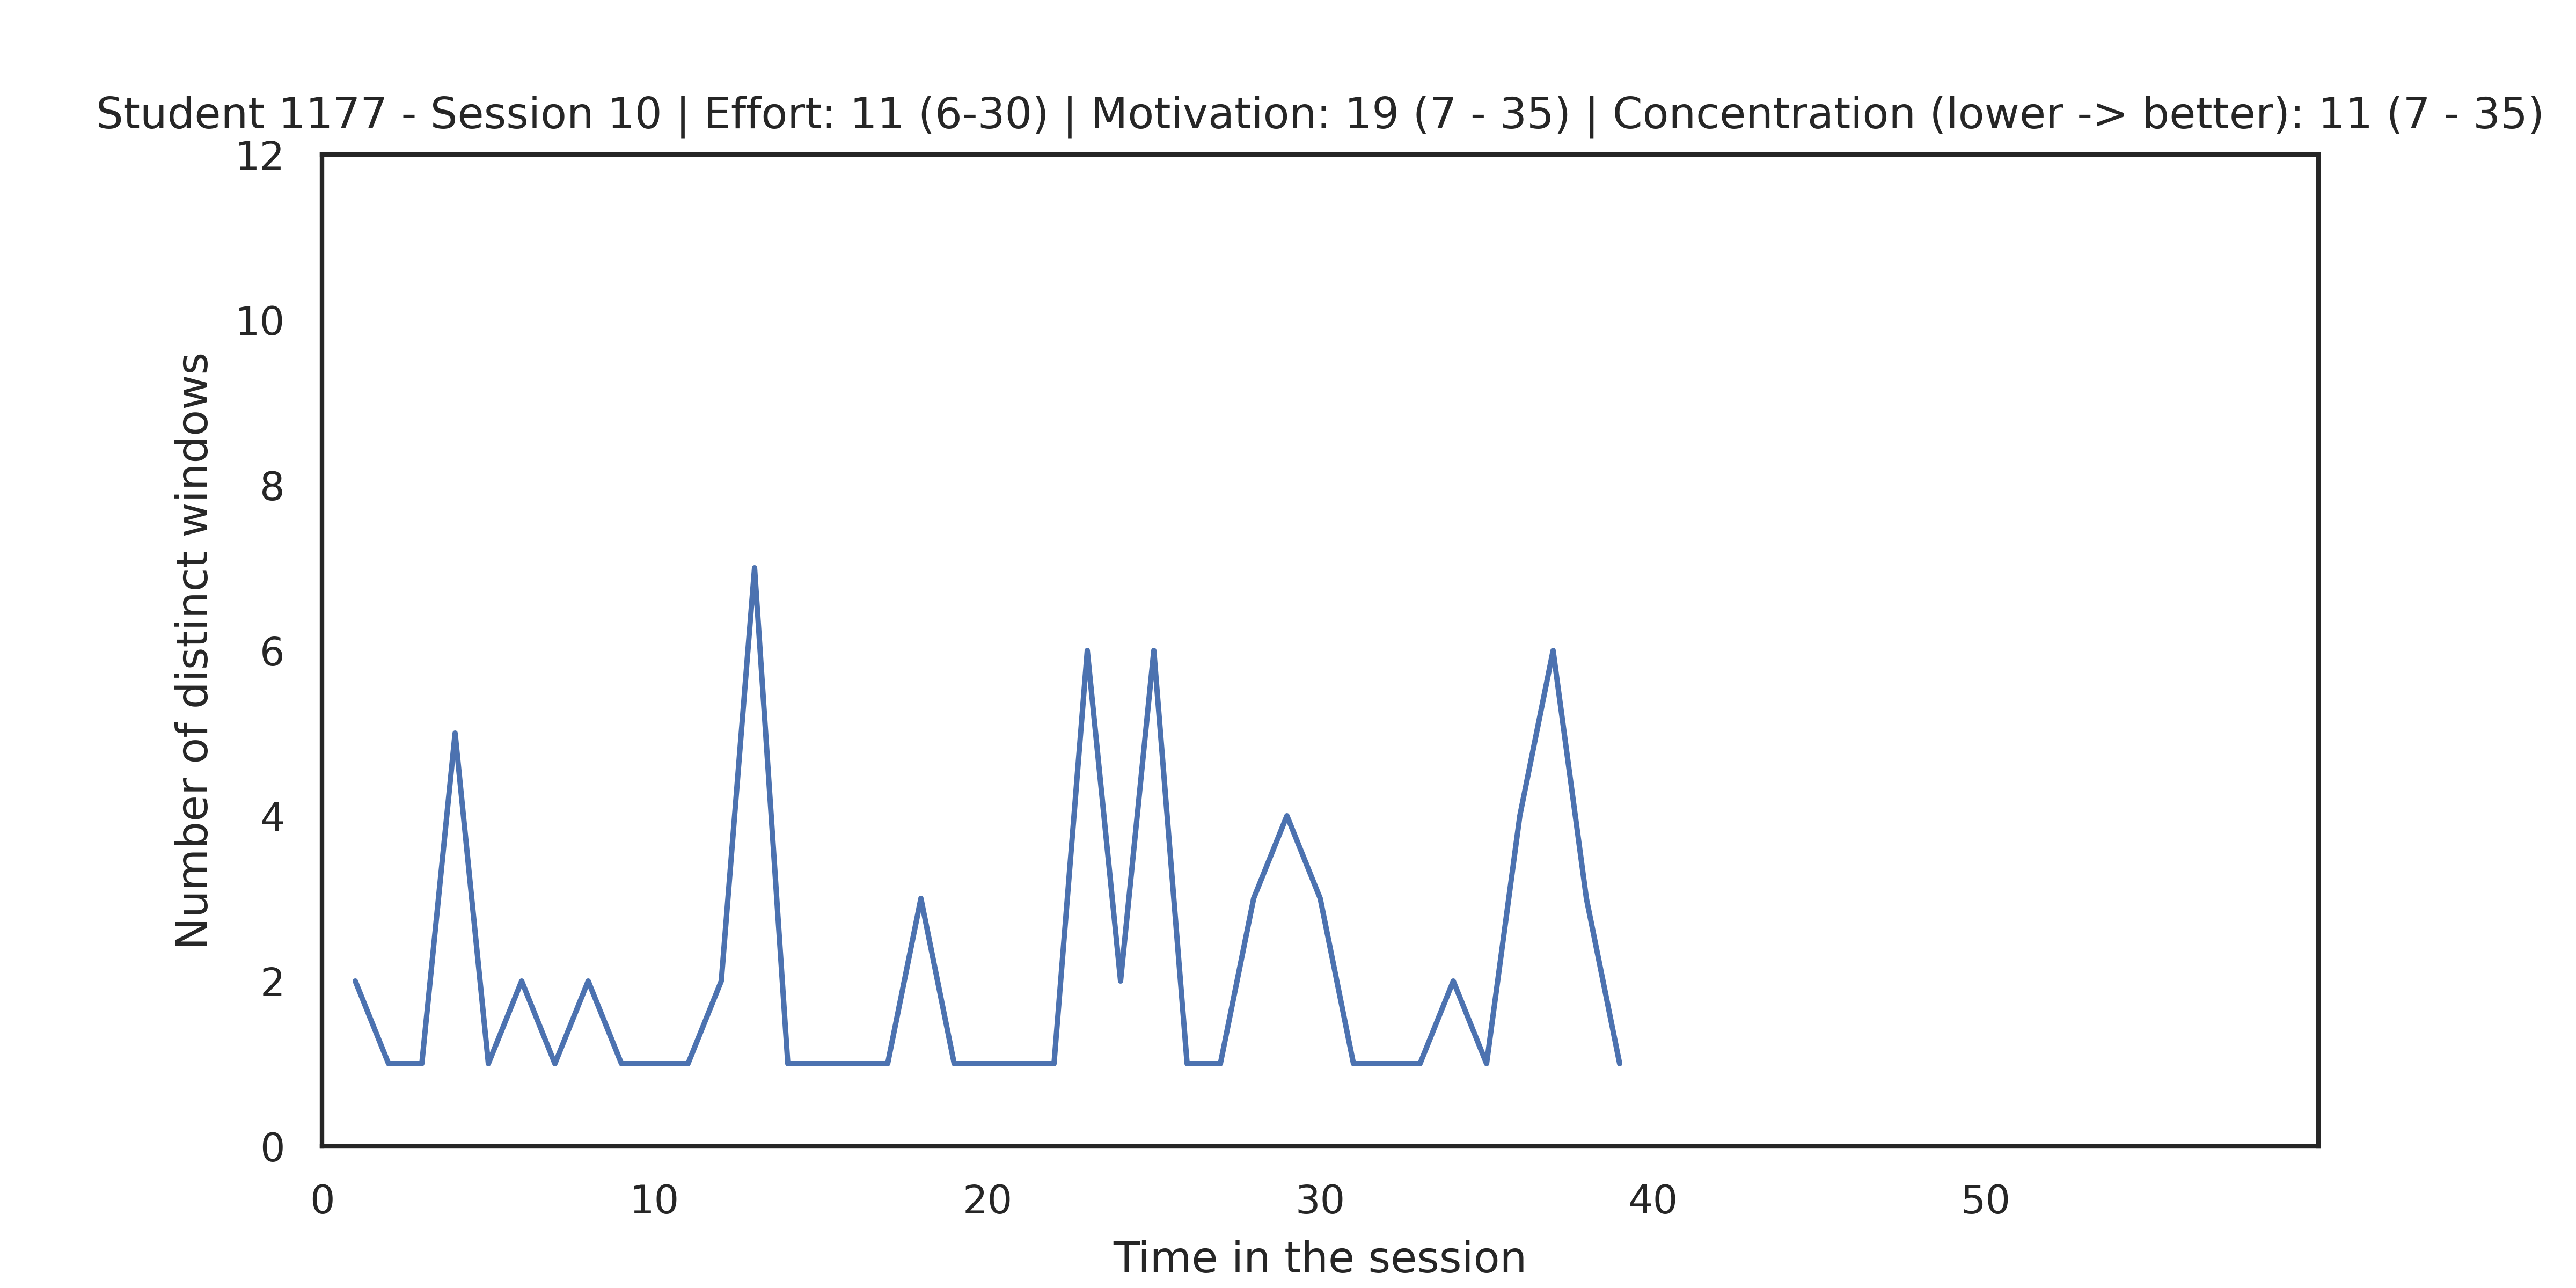 Student 1177 - Session 10 | Effort: 11 (6-30) | Motivation: 19 (7 - 35) | Concentration (lower -> better): 11 (7 - 35)
12
10
8
6
4
2
0
Number of distinct windows
0 10 20 30 40 50
Time in the session